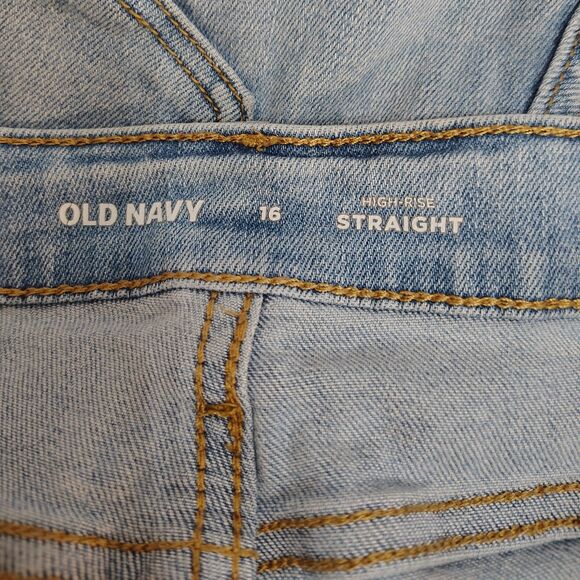 OLD NAVY
16
HIGH-RISE
STRAIGHT